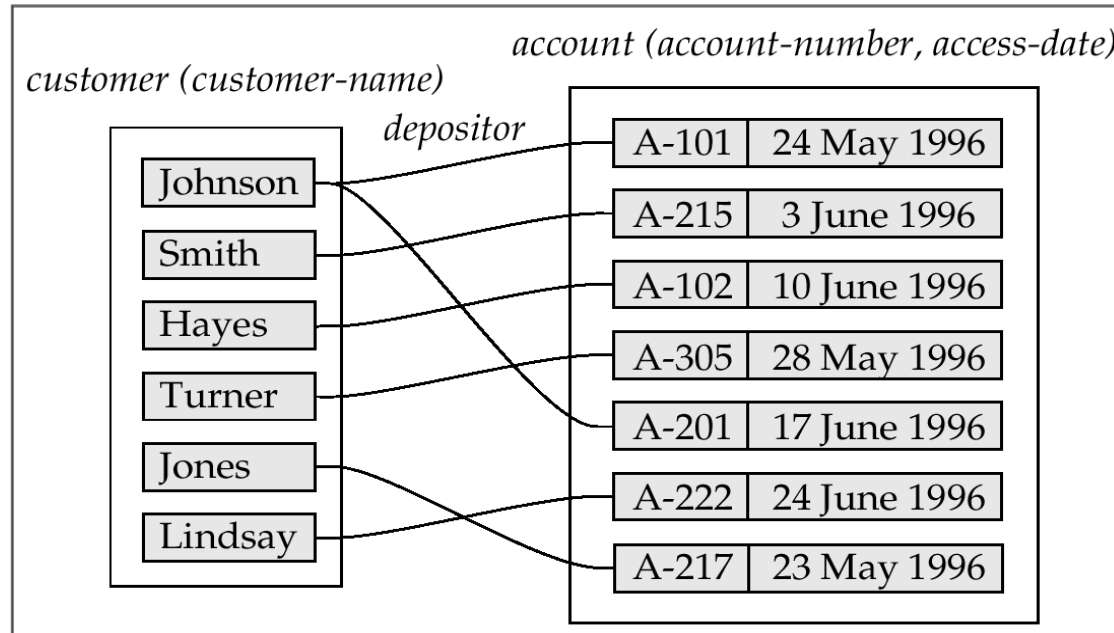 account (account-number, access-date)
customer (customer-name)
depositor
Johnson
Smith
Hayes
Turner
Jones
Lindsay
A-101 24 May 1996
A-215 3 June 1996
A-102 10 June 1996
A-305 28 May 1996
A-201 17 June 1996
A-222 24 June 1996
A-217 23 May 1996